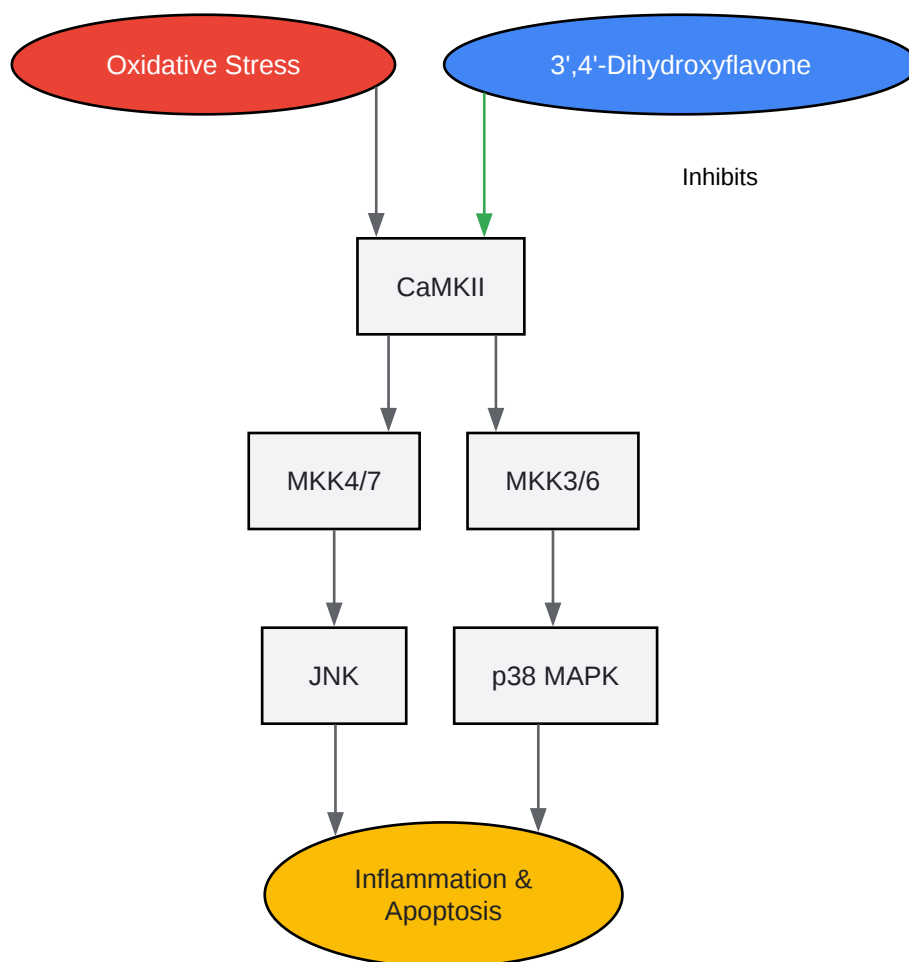 Oxidative Stress
3',4'-Dihydroxyflavone
Inhibits
CaMKII
MKK4/7
MKK3/6
JNK
p38 MAPK
Inflammation &
Apoptosis